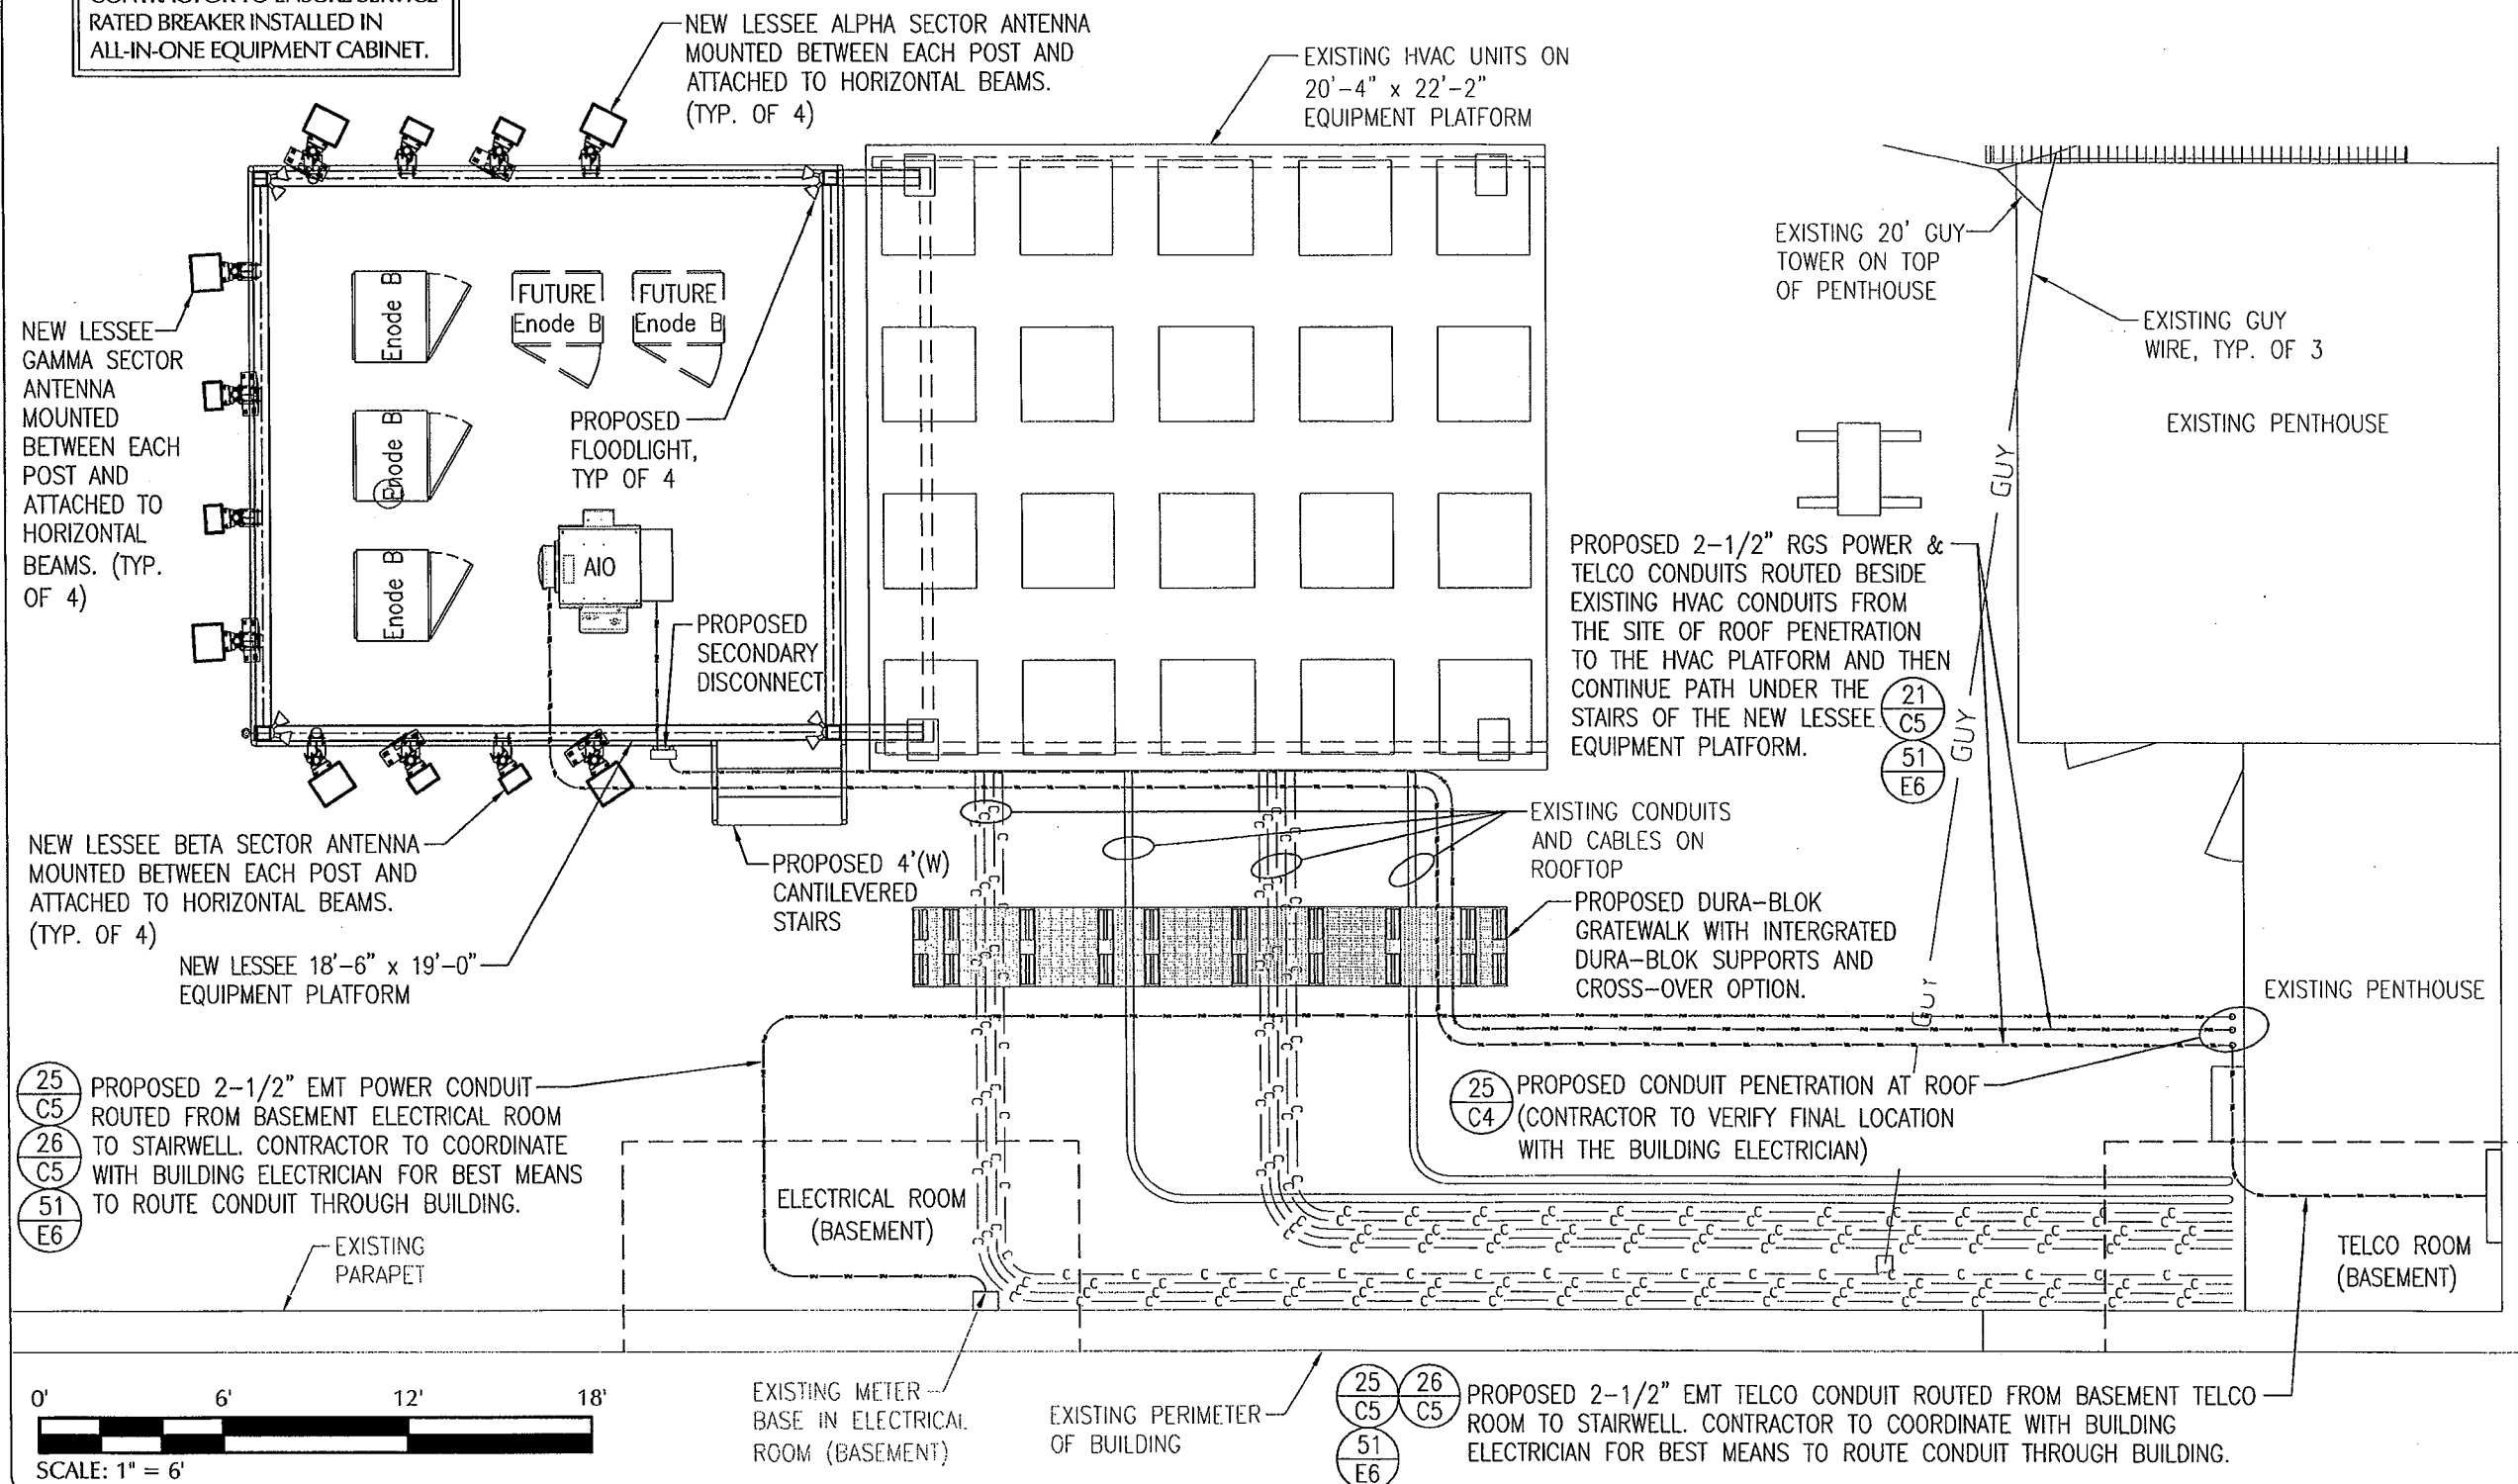 RATED BREAKER INSTALLED IN
ALL-IN-ONE EQUIPMENT CABINET.
NEW LESSEE ALPHA SECTOR ANTENNA
MOUNTED BETWEEN EACH POST AND
ATTACHED TO HORIZONTAL BEAMS.
(TYP. OF 4)
EXISTING HVAC UNITS ON
20'-4" x 22'-2"
EQUIPMENT PLATFORM
EXISTING 20' GUY
TOWER ON TOP
OF PENTHOUSE
EXISTING GUY
WIRE, TYP. OF 3
EXISTING PENTHOUSE
NEW LESSEE
GAMMA SECTOR
ANTENNA
MOUNTED
BETWEEN EACH
POST AND
ATTACHED TO
HORIZONTAL
BEAMS. (TYP.
OF 4)
Enode B
Enode B
Enode B
FUTURE
Enode B
FUTURE
Enode B
PROPOSED
FLOODLIGHT,
TYP OF 4
AIO
PROPOSED
SECONDARY
DISCONNECT
PROPOSED 2-1/2" RGS POWER &
TELCO CONDUITS ROUTED BESIDE
EXISTING HVAC CONDUITS FROM
THE SITE OF ROOF PENETRATION
TO THE HVAC PLATFORM AND THEN
CONTINUE PATH UNDER THE
STAIRS OF THE NEW LESSEE
EQUIPMENT PLATFORM.
21
C5
51
E6
GUY
GUY
GUY
NEW LESSEE BETA SECTOR ANTENNA
MOUNTED BETWEEN EACH POST AND
ATTACHED TO HORIZONTAL BEAMS.
(TYP. OF 4)
NEW LESSEE 18'-6" x 19'-0"
EQUIPMENT PLATFORM
PROPOSED 4'(W)
CANTILEVERED
STAIRS
EXISTING CONDUITS
AND CABLES ON
ROOFTOP
PROPOSED DURA-BLOK
GRATEWALK WITH INTERGRATED
DURA-BLOK SUPPORTS AND
CROSS-OVER OPTION.
EXISTING PENTHOUSE
25
C5
26
C5
51
E6
PROPOSED 2-1/2" EMT POWER CONDUIT
ROUTED FROM BASEMENT ELECTRICAL ROOM
TO STAIRWELL. CONTRACTOR TO COORDINATE
WITH BUILDING ELECTRICIAN FOR BEST MEANS
TO ROUTE CONDUIT THROUGH BUILDING.
25
C4
PROPOSED CONDUIT PENETRATION AT ROOF
(CONTRACTOR TO VERIFY FINAL LOCATION
WITH THE BUILDING ELECTRICIAN)
ELECTRICAL ROOM
(BASEMENT)
EXISTING
PARAPET
TELCO ROOM
(BASEMENT)
0' 6' 12' 18'
SCALE: 1" = 6'
EXISTING METER
BASE IN ELECTRICAL
ROOM (BASEMENT)
EXISTING PERIMETER
OF BUILDING
25
C5
26
C5
51
E6
PROPOSED 2-1/2" EMT TELCO CONDUIT ROUTED FROM BASEMENT TELCO
ROOM TO STAIRWELL. CONTRACTOR TO COORDINATE WITH BUILDING
ELECTRICIAN FOR BEST MEANS TO ROUTE CONDUIT THROUGH BUILDING.